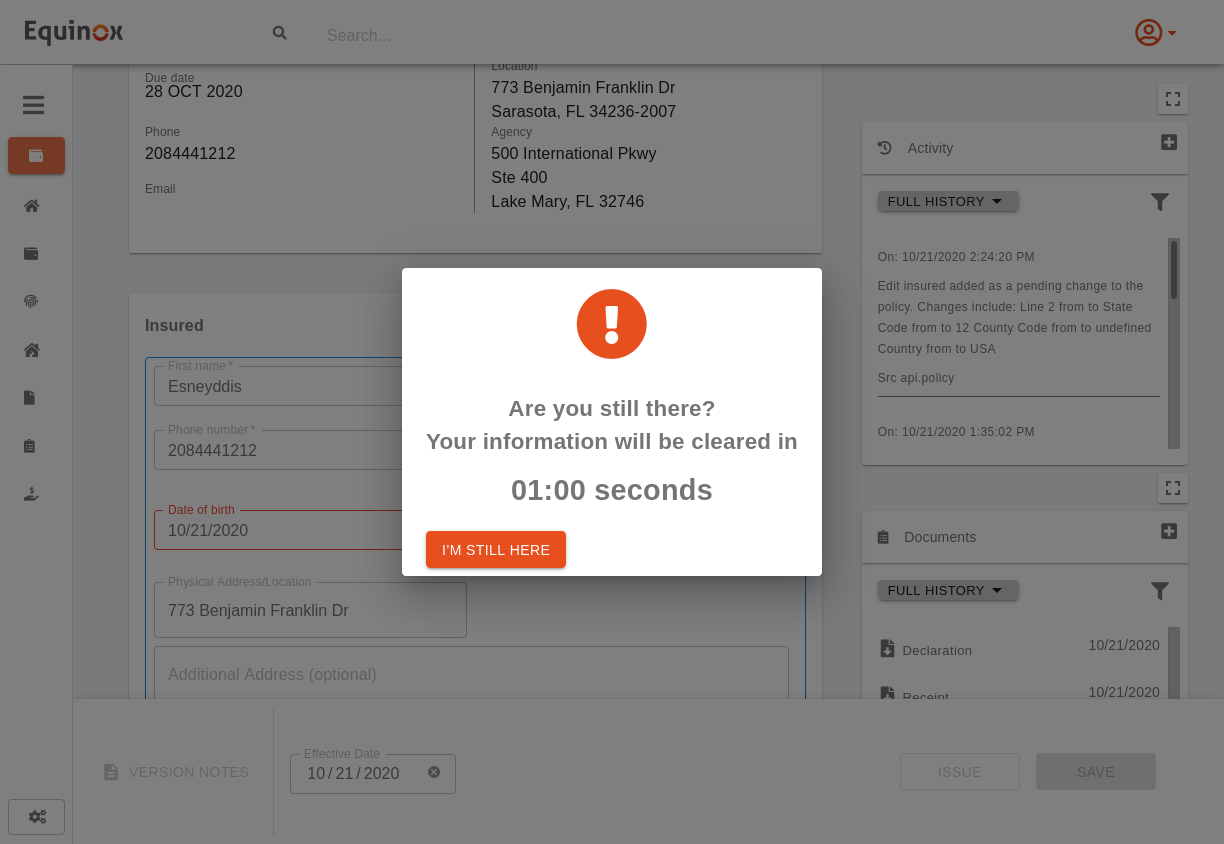 Equinox
Search...
Due date
28 OCT 2020
Phone
2084441212
Email
Location
773 Benjamin Franklin Dr
Sarasota, FL 34236-2007
Agency
500 International Pkwy
Ste 400
Lake Mary, FL 32746
Insured
First name *
Esneyddis
Phone number *
2084441212
Date of birth
10/21/2020
Physical Address/Location
773 Benjamin Franklin Dr
Additional Address (optional)
Are you still there?
Your information will be cleared in
01:00 seconds
I'M STILL HERE
Activity
FULL HISTORY
On: 10/21/2020 2:24:20 PM
Edit insured added as a pending change to the
policy. Changes include: Line 2 from to State
Code from to 12 County Code from to undefined
Country from to USA
Src api.policy
On: 10/21/2020 1:35:02 PM
Documents
FULL HISTORY
Declaration 10/21/2020
Receipt 10/21/2020
VERSION NOTES
Effective Date
10 / 21 / 2020
ISSUE
SAVE